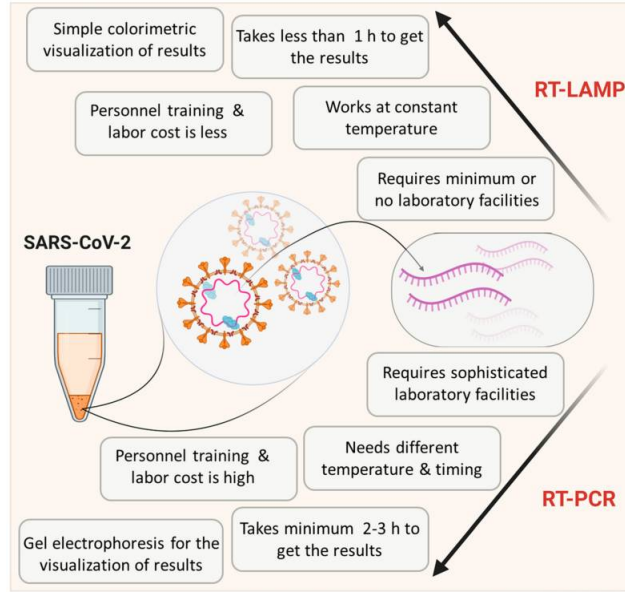 Simple colorimetric
visualization of results
Takes less than 1 h to get
the results
RT-LAMP
Personnel training &
labor cost is less
Works at constant
temperature
Requires minimum or
no laboratory facilities
SARS-CoV-2
Requires sophisticated
laboratory facilities
Personnel training &
labor cost is high
Needs different
temperature & timing
RT-PCR
Gel electrophoresis for the
visualization of results
Takes minimum 2-3 h to
get the results